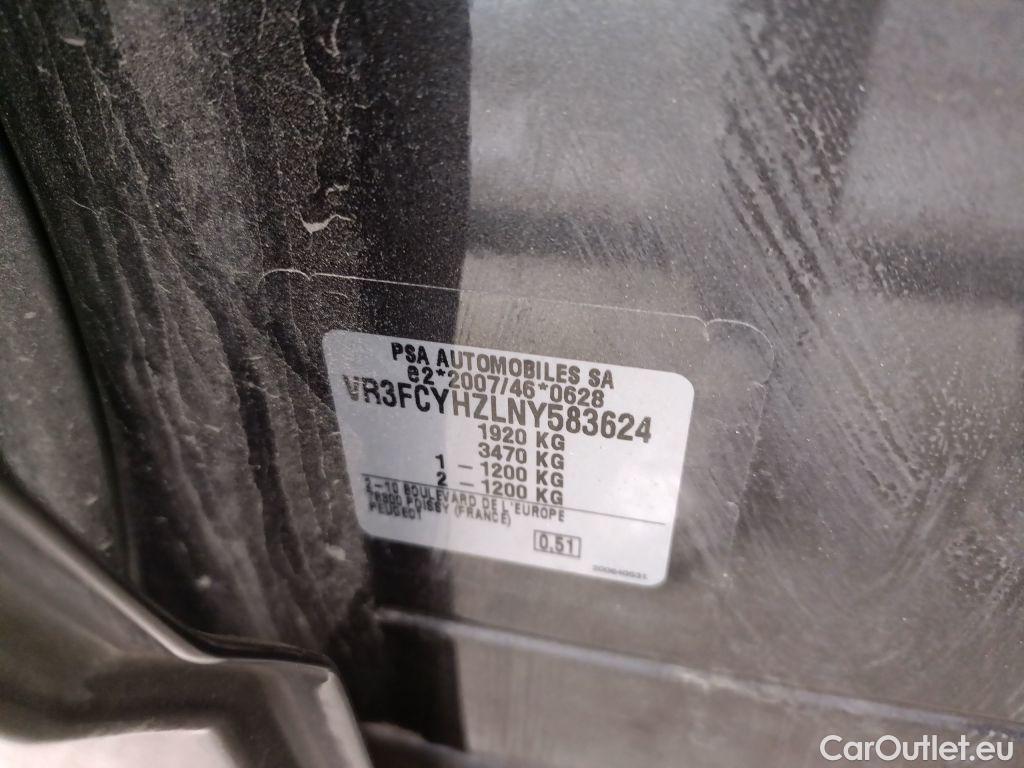 PSA AUTOMOBILES SA
e2*2007/46*0628
VR3FCYHZLNY583624
1920 KG
3470 KG
1 - 1200 KG
2 - 1200 KG
2-10 BOULEVARD DE L'EUROPE
78300 POISSY (FRANCE)
PEUGEOT
0.51
CarOutlet.eu